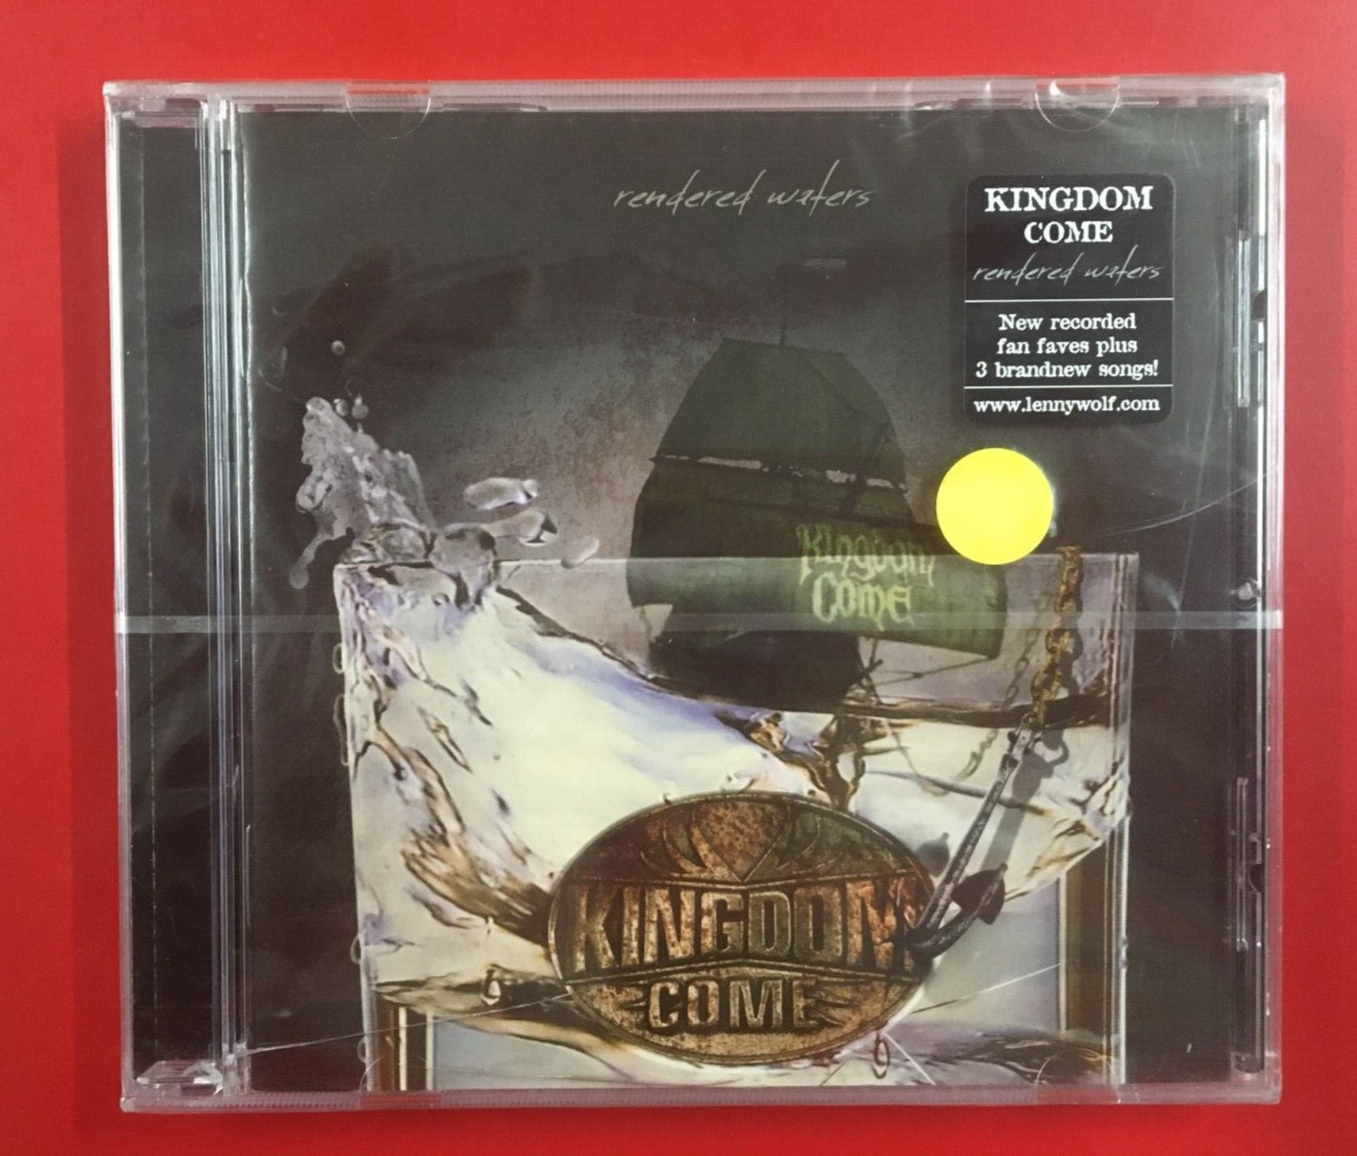 rendered waters
KINGDOM
COME
rendered waters
New recorded
fan faves plus
3 brandnew songs!
www.lennywolf.com
Kingdom
Come
KINGDOM
COME